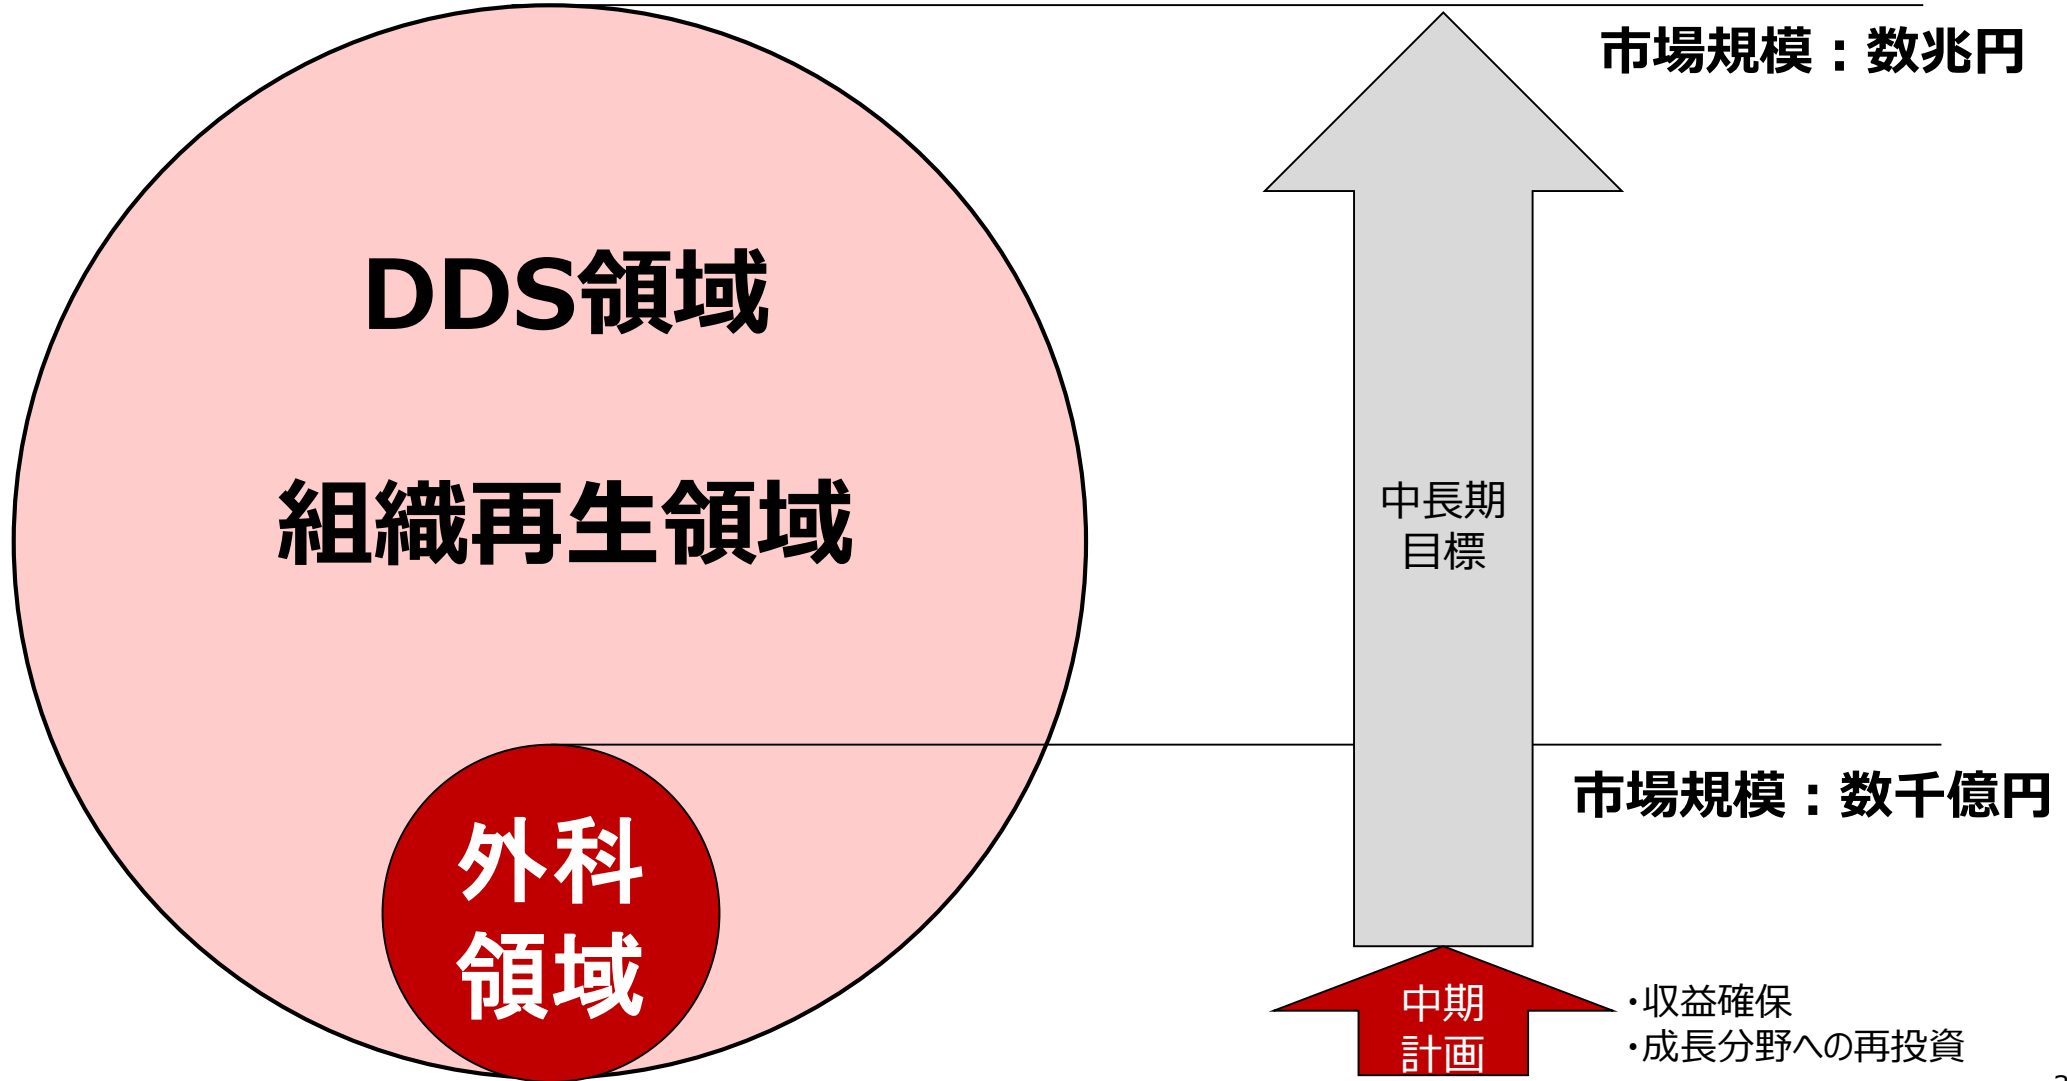 市場規模：数兆円
DDS領域
組織再生領域
中長期
目標
市場規模：数千億円
外科
領域
中期
計画
・収益確保
・成長分野への再投資